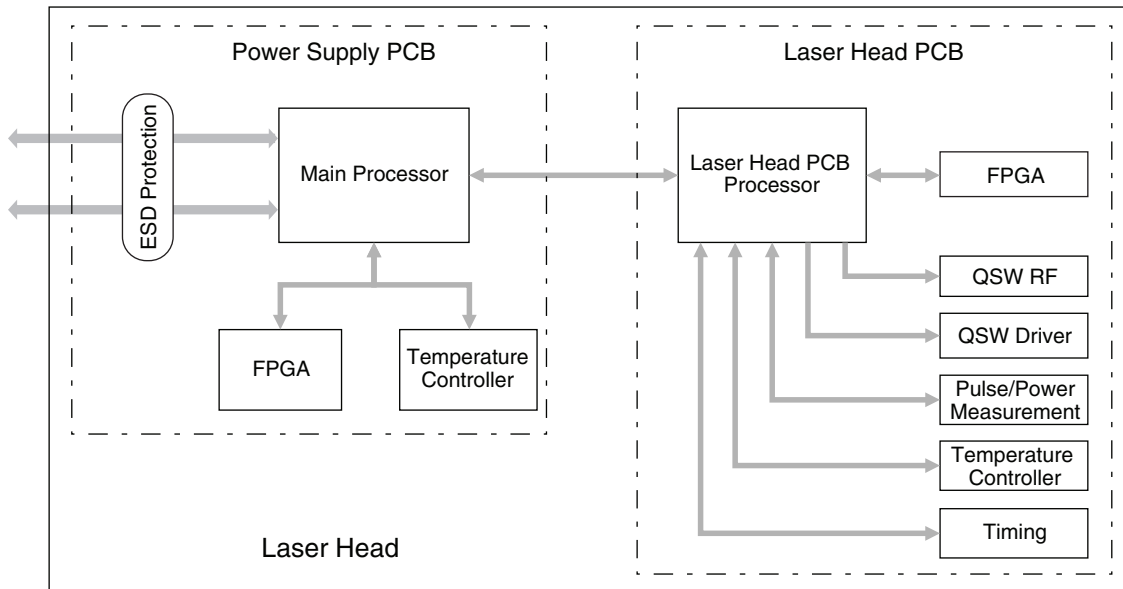 Power Supply PCB
ESD Protection
Main Processor
FPGA
Temperature
Controller
Laser Head PCB
Laser Head PCB
Processor
FPGA
QSW RF
QSW Driver
Pulse/Power
Measurement
Temperature
Controller
Timing
Laser Head